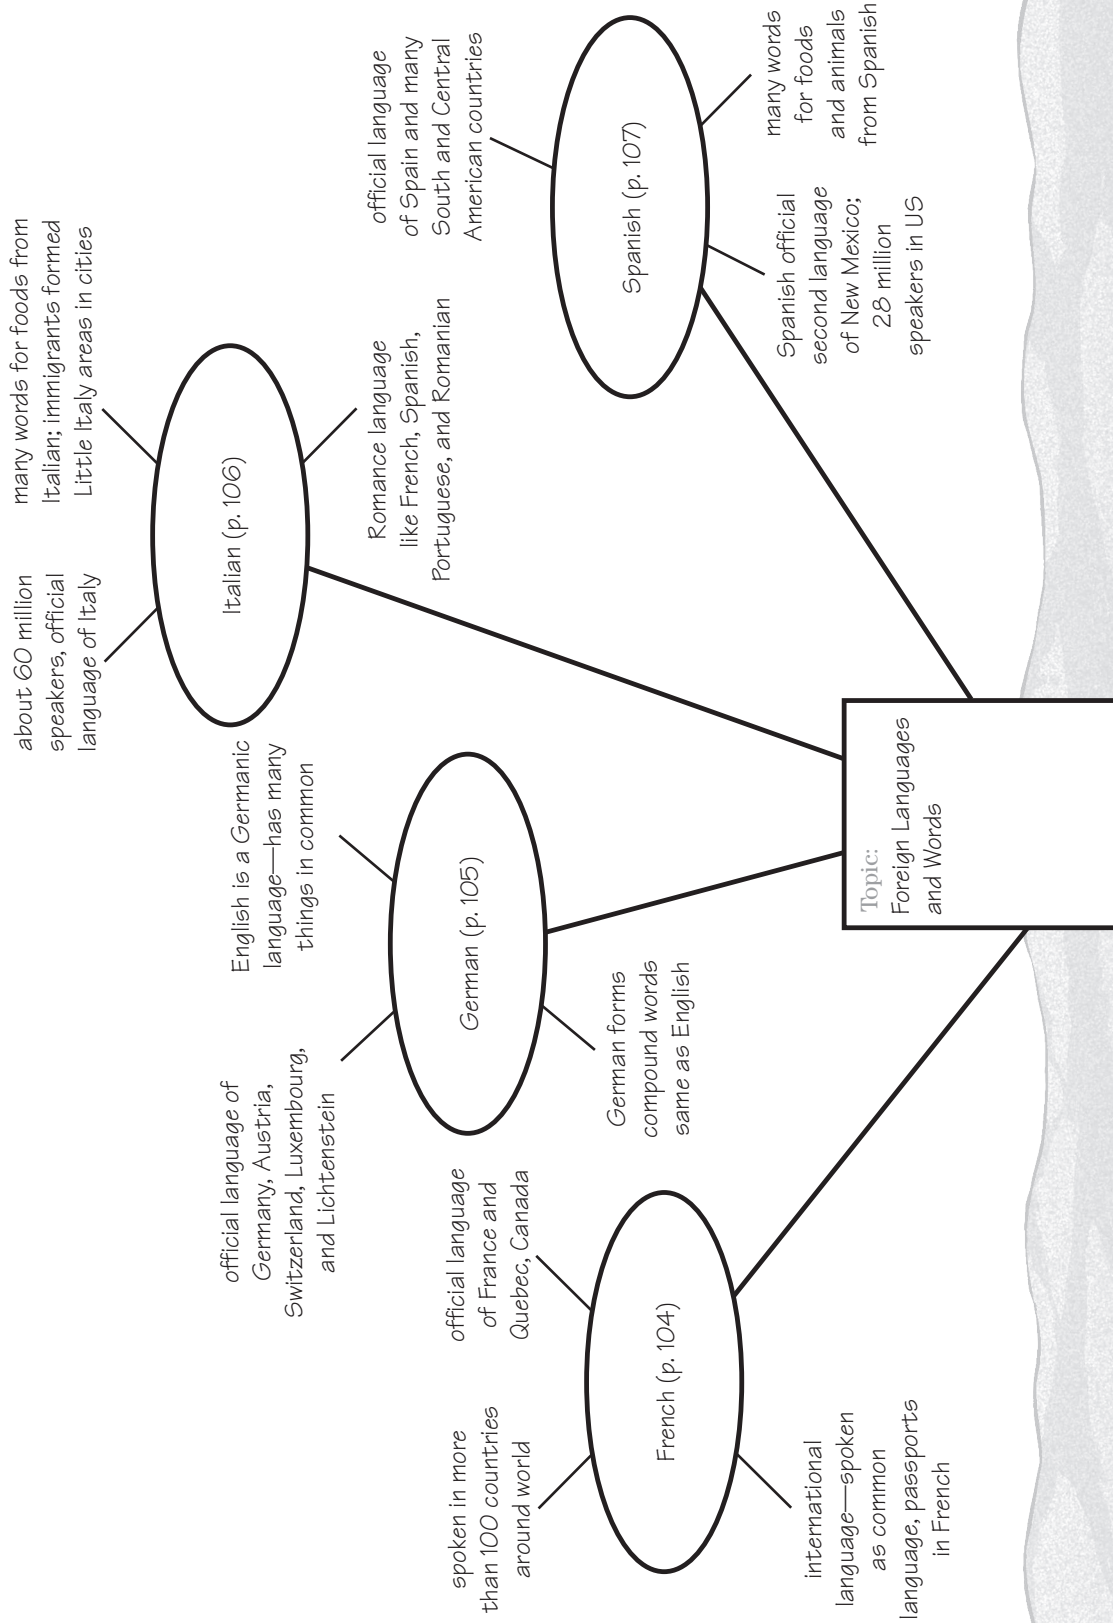 spoken in more
than 100 countries
around world
official language
of France and
Quebec, Canada
French (p. 104)
international
language—spoken
as common
language, passports
in French
official language of
Germany, Austria,
Switzerland, Luxembourg,
and Lichtenstein
English is a Germanic
language—has many
things in common
German (p. 105)
German forms
compound words
same as English
about 60 million
speakers, official
language of Italy
many words for foods from
Italian; immigrants formed
Little Italy areas in cities
Italian (p. 106)
Romance language
like French, Spanish,
Portuguese, and Romanian
official language
of Spain and many
South and Central
American countries
Spanish (p. 107)
Spanish official
second language
of New Mexico;
28 million
speakers in US
many words
for foods
and animals
from Spanish
Topic:
Foreign Languages
and Words